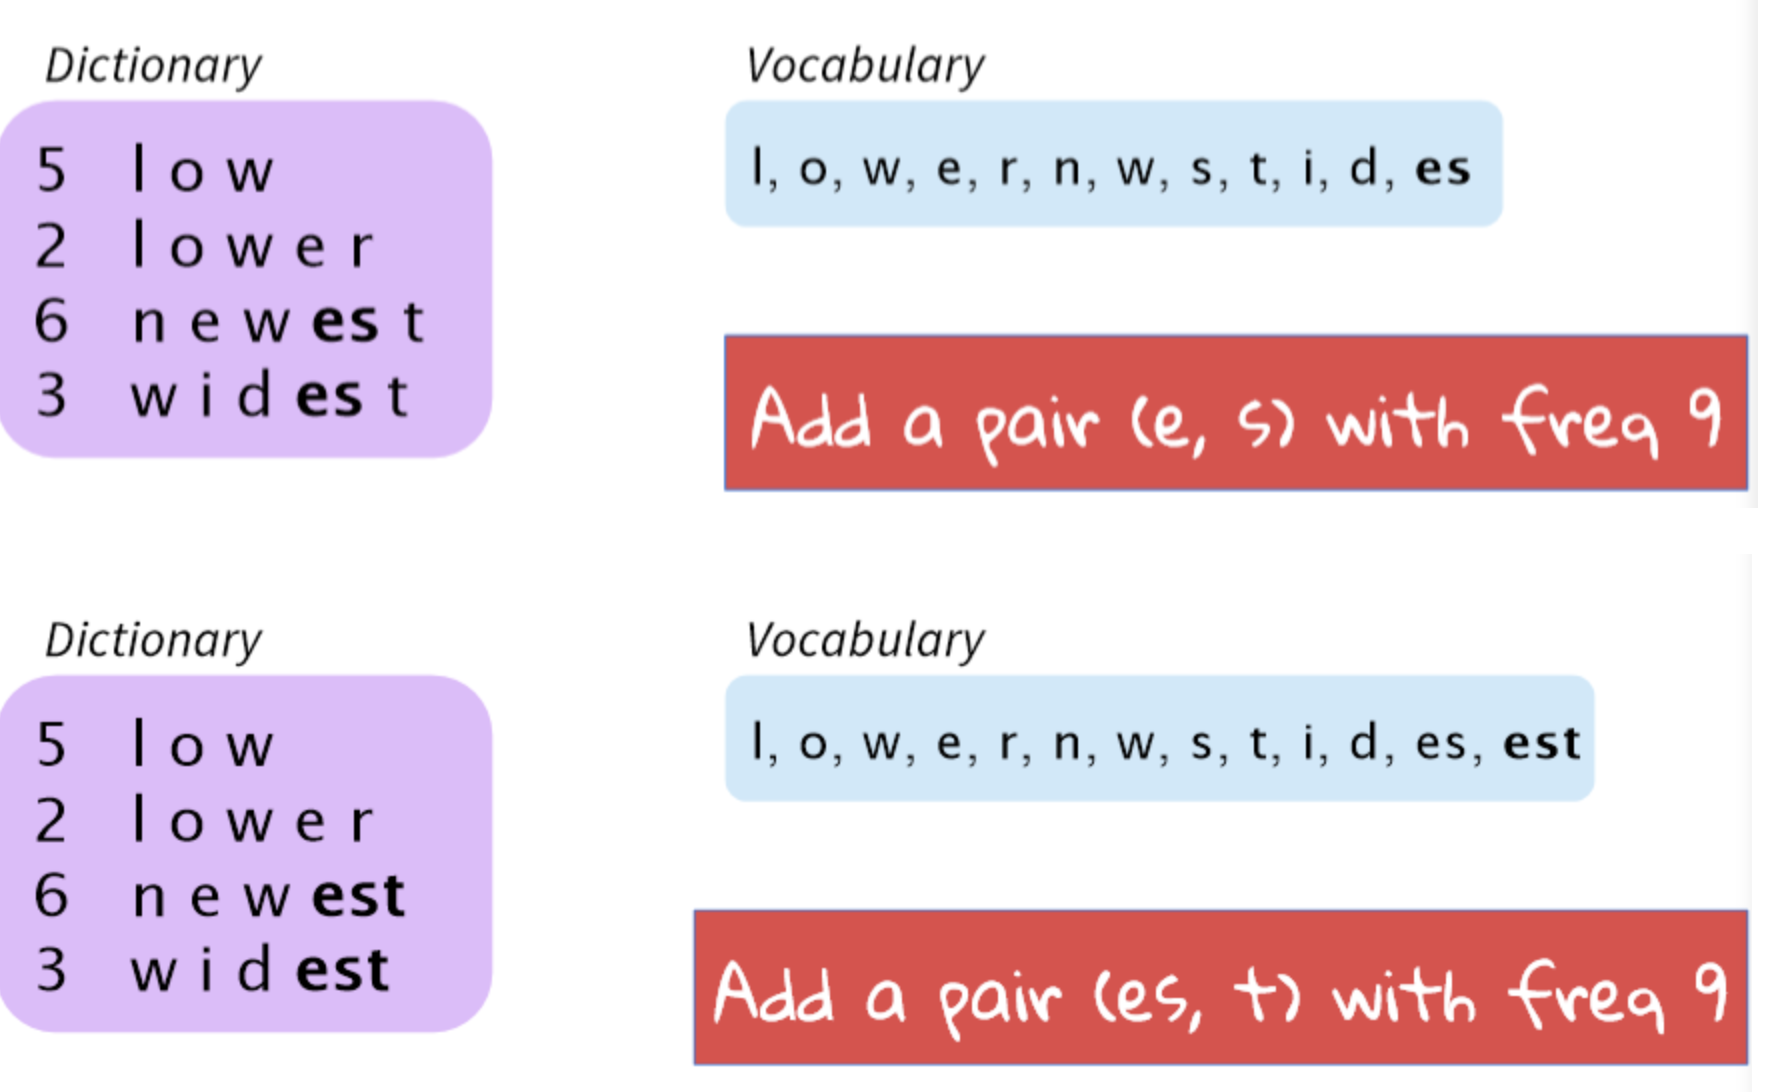 Dictionary
Vocabulary
5 l o w
2 l o w e r
6 n e w es t
3 w i d es t
l, o, w, e, r, n, w, s, t, i, d, es
Add a pair (e, s) with freq 9
Dictionary
Vocabulary
5 l o w
2 l o w e r
6 n e w est
3 w i d est
l, o, w, e, r, n, w, s, t, i, d, es, est
Add a pair (es, t) with freq 9